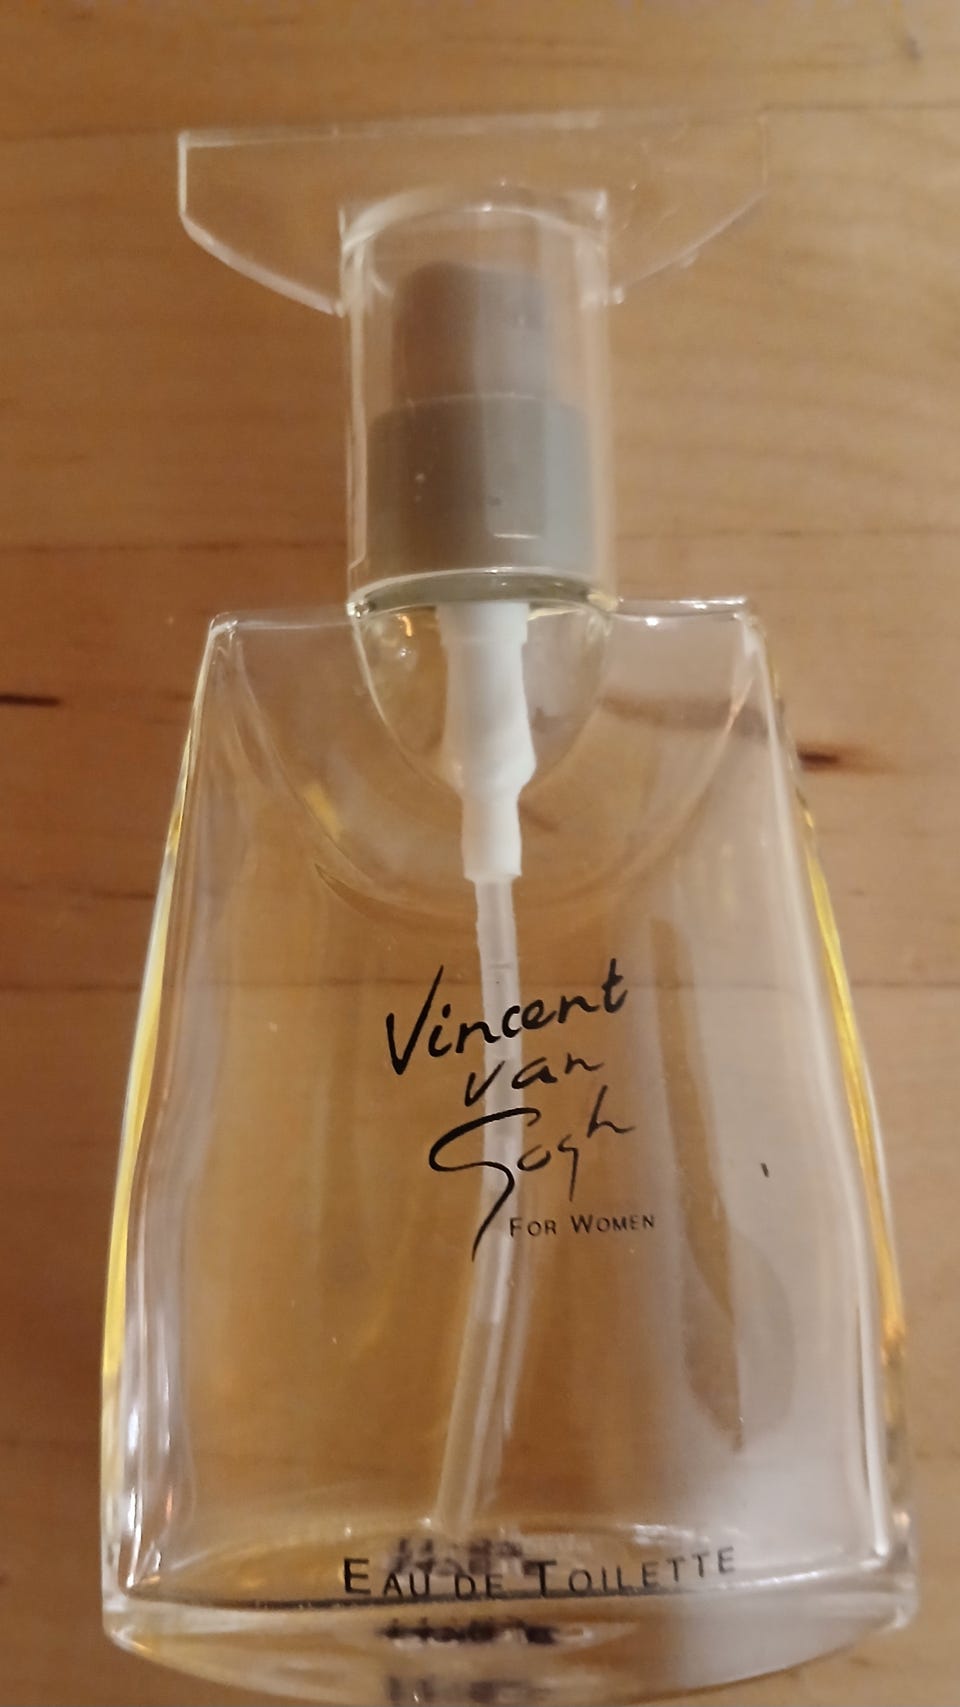 Vincent
van
Gogh
FOR WOMEN
EAU DE TOILETTE